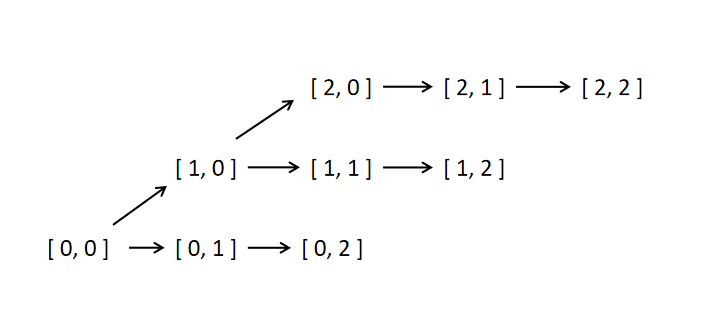 [ 2, 0 ] [ 2, 1 ] [ 2, 2 ]
[ 1, 0 ] [ 1, 1 ] [ 1, 2 ]
[ 0, 0 ] [ 0, 1 ] [ 0, 2 ]